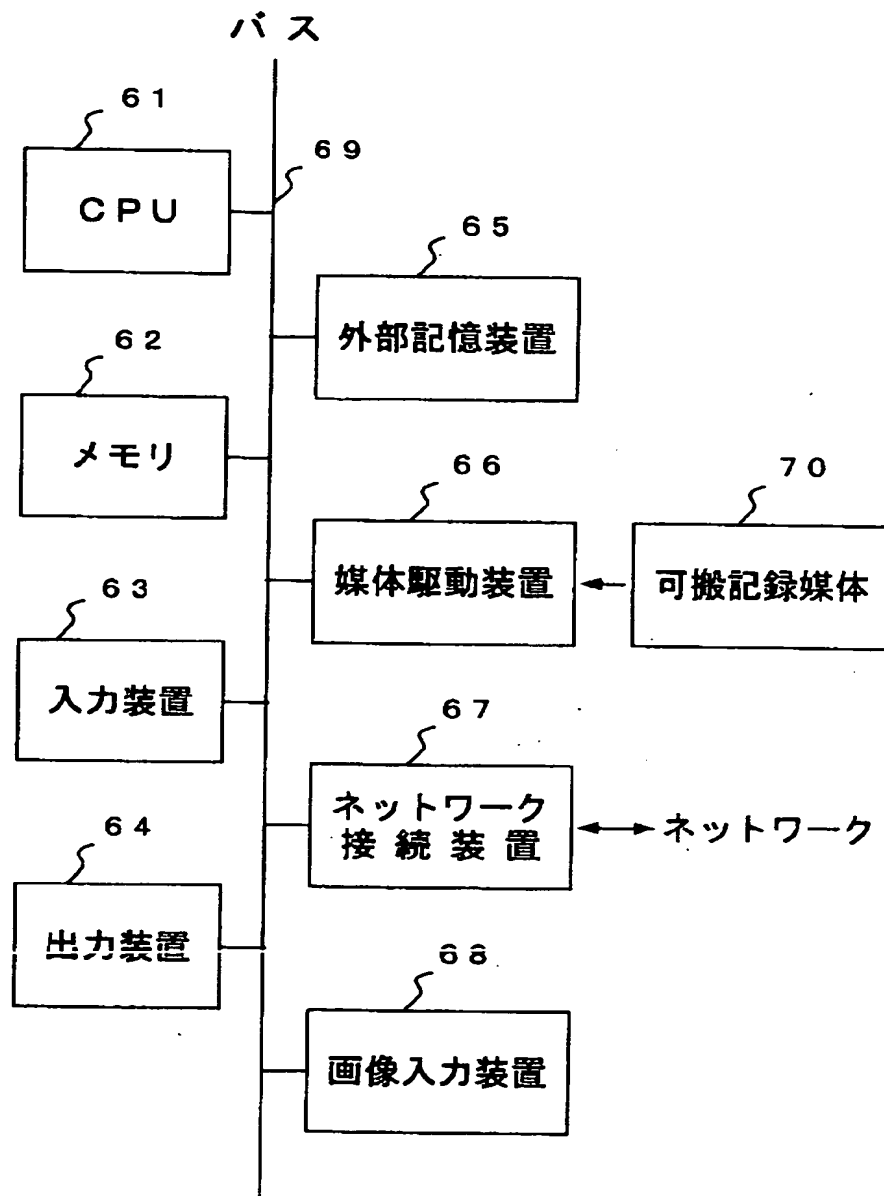 バス
61
CPU
69
65
外部記憶装置
62
メモリ
66
媒体駆動装置
70
可搬記録媒体
63
入力装置
67
ネットワーク
接続装置
ネットワーク
64
出力装置
68
画像入力装置